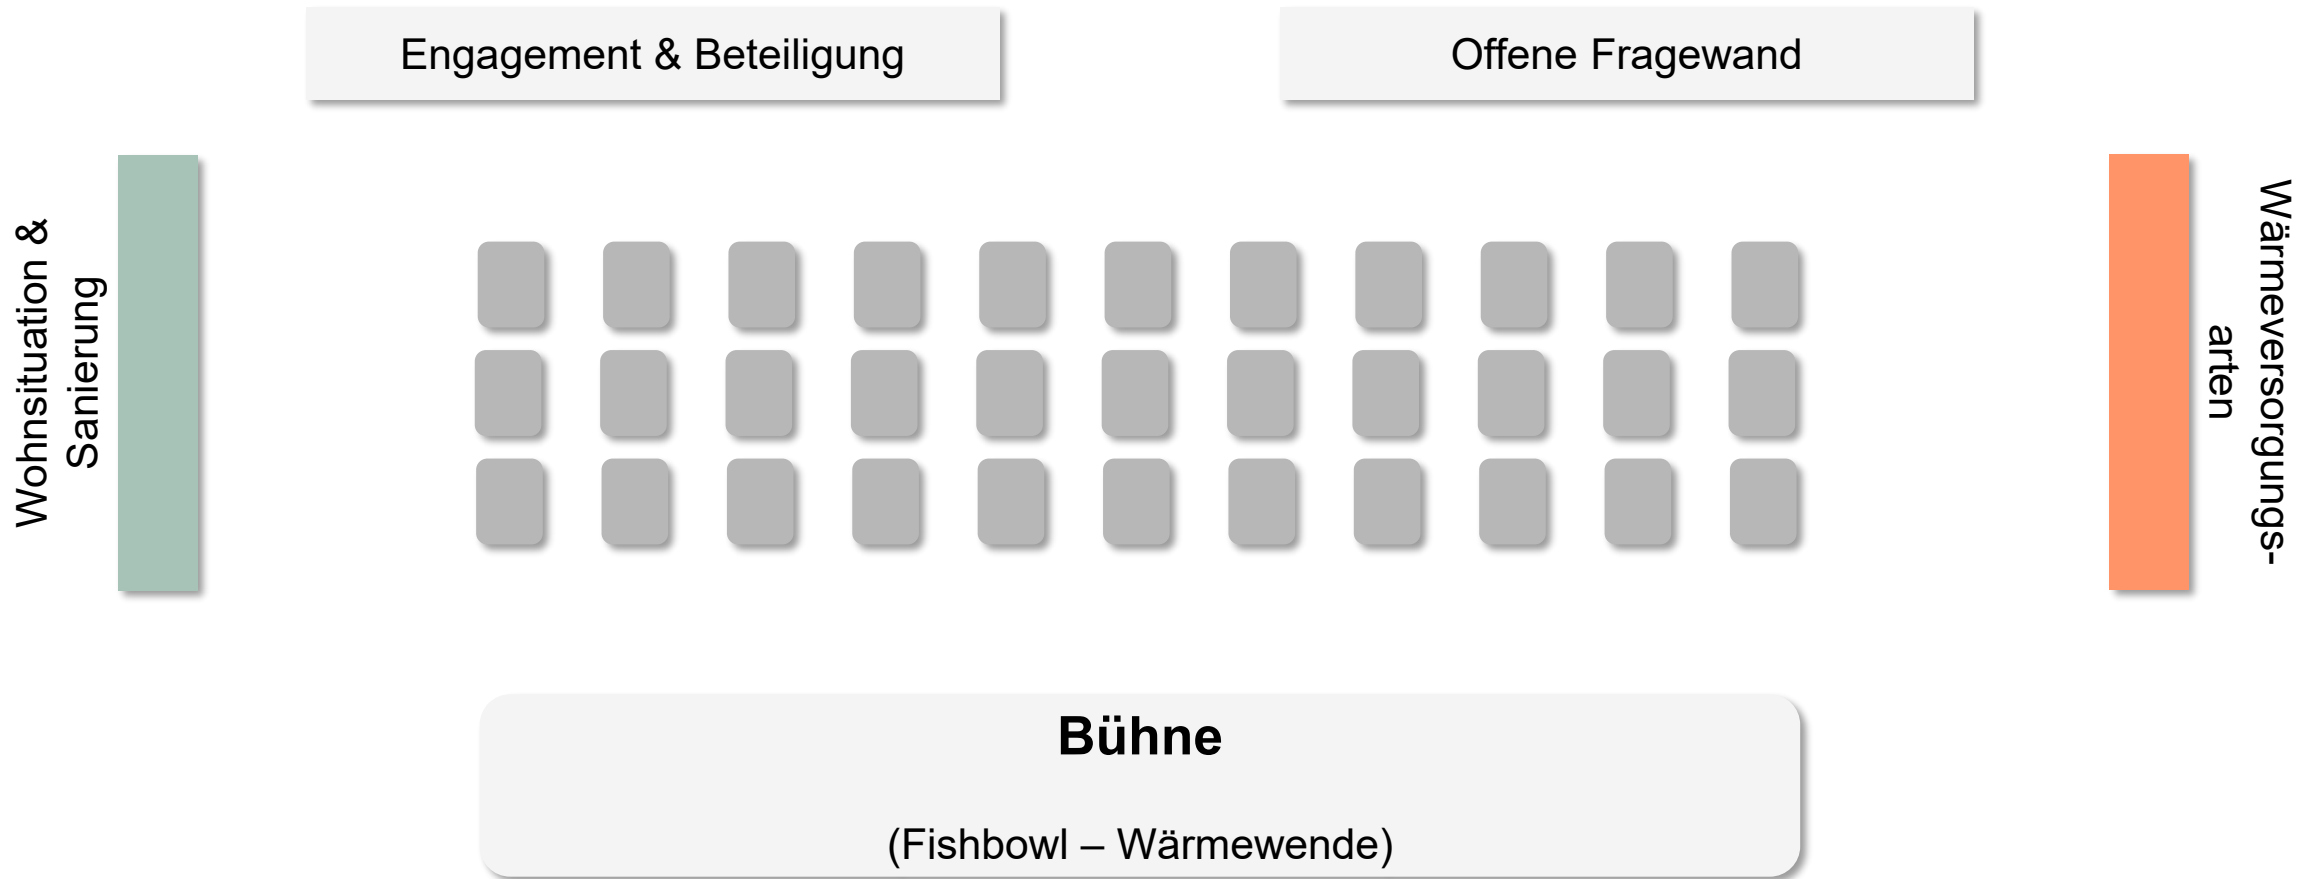 Engagement & Beteiligung
Offene Fragewand
Wohnsituation &
Sanierung
Wärmeversorgungs-
arten
Bühne
(Fishbowl – Wärmewende)